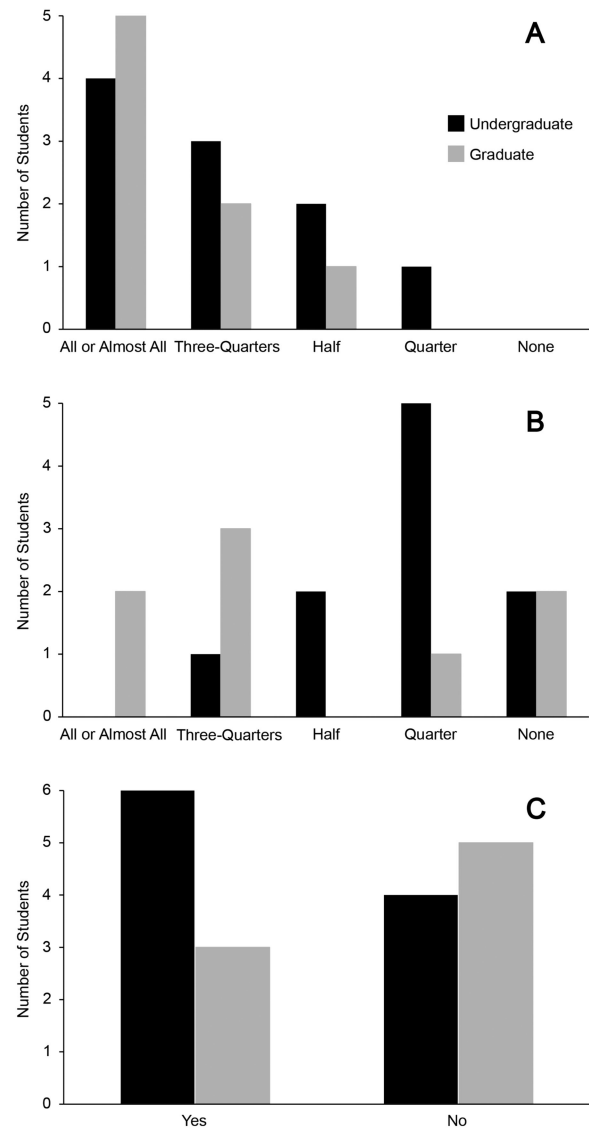 A
Number of Students
5
4
3
2
1
0
Undergraduate
Graduate
All or Almost All Three-Quarters Half Quarter None
B
Number of Students
5
4
3
2
1
0
All or Almost All Three-Quarters Half Quarter None
C
Number of Students
6
5
4
3
2
1
0
Yes No